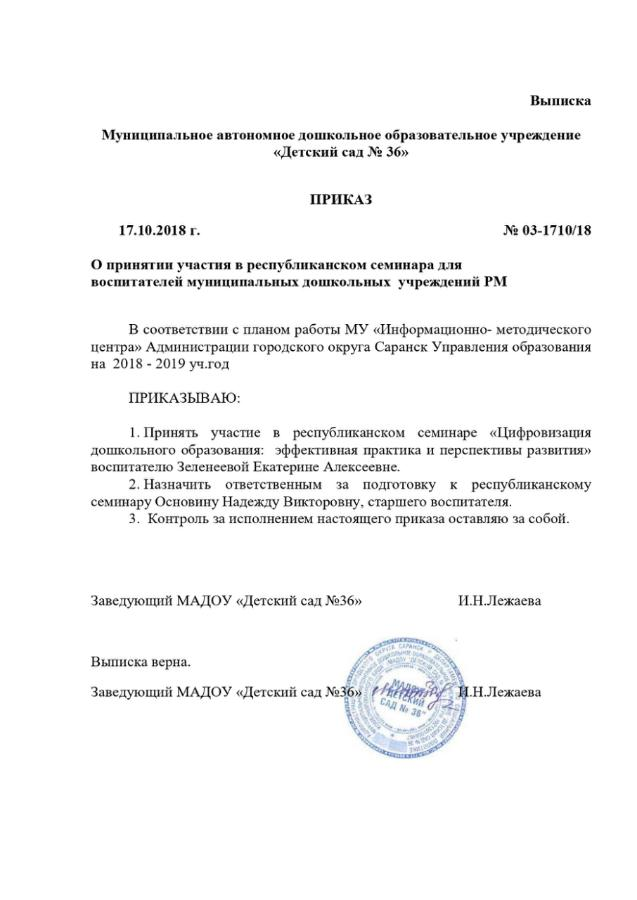 Выписка
Муниципальное автономное дошкольное образовательное учреждение
«Детский сад № 36»
ПРИКАЗ
17.10.2018 г. № 03-1710/18
О принятии участия в республиканском семинара для
воспитателей муниципальных дошкольных учреждений РМ
В соответствии с планом работы МУ «Информационно- методического
центра» Администрации городского округа Саранск Управления образования
на 2018 - 2019 уч.год
ПРИКАЗЫВАЮ:
1. Принять участие в республиканском семинаре «Цифровизация
дошкольного образования: эффективная практика и перспективы развития»
воспитателю Зеленеевой Екатерине Алексеевне.
2. Назначить ответственным за подготовку к республиканскому
семинару Основину Надежду Викторовну, старшего воспитателя.
3. Контроль за исполнением настоящего приказа оставляю за собой.
Заведующий МАДОУ «Детский сад №36» И.Н.Лежаева
Выписка верна.
Заведующий МАДОУ «Детский сад №36» И.Н.Лежаева
МАДОУ
"ДЕТСКИЙ
САД № 36"